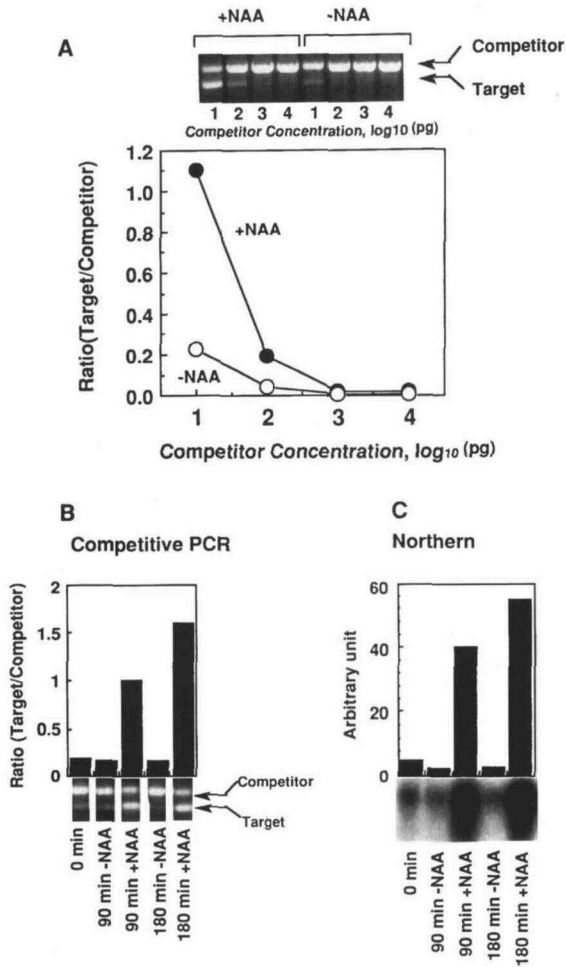 +NAA -NAA
A
Competitor
Target
1 2 3 4 1 2 3 4
Competitor Concentration, log10 (pg)
Ratio(Target/Competitor)
1.2
1.0
0.8
0.6
0.4
0.2
0.0
+NAA
-NAA
1 2 3 4
Competitor Concentration, log10 (pg)
B
Competitive PCR
Ratio (Target/Competitor)
2
1.5
1
0.5
0
Competitor
Target
0 min
90 min -NAA
90 min +NAA
180 min -NAA
180 min +NAA
C
Northern
Arbitrary unit
60
40
20
0
0 min
90 min -NAA
90 min +NAA
180 min -NAA
180 min +NAA